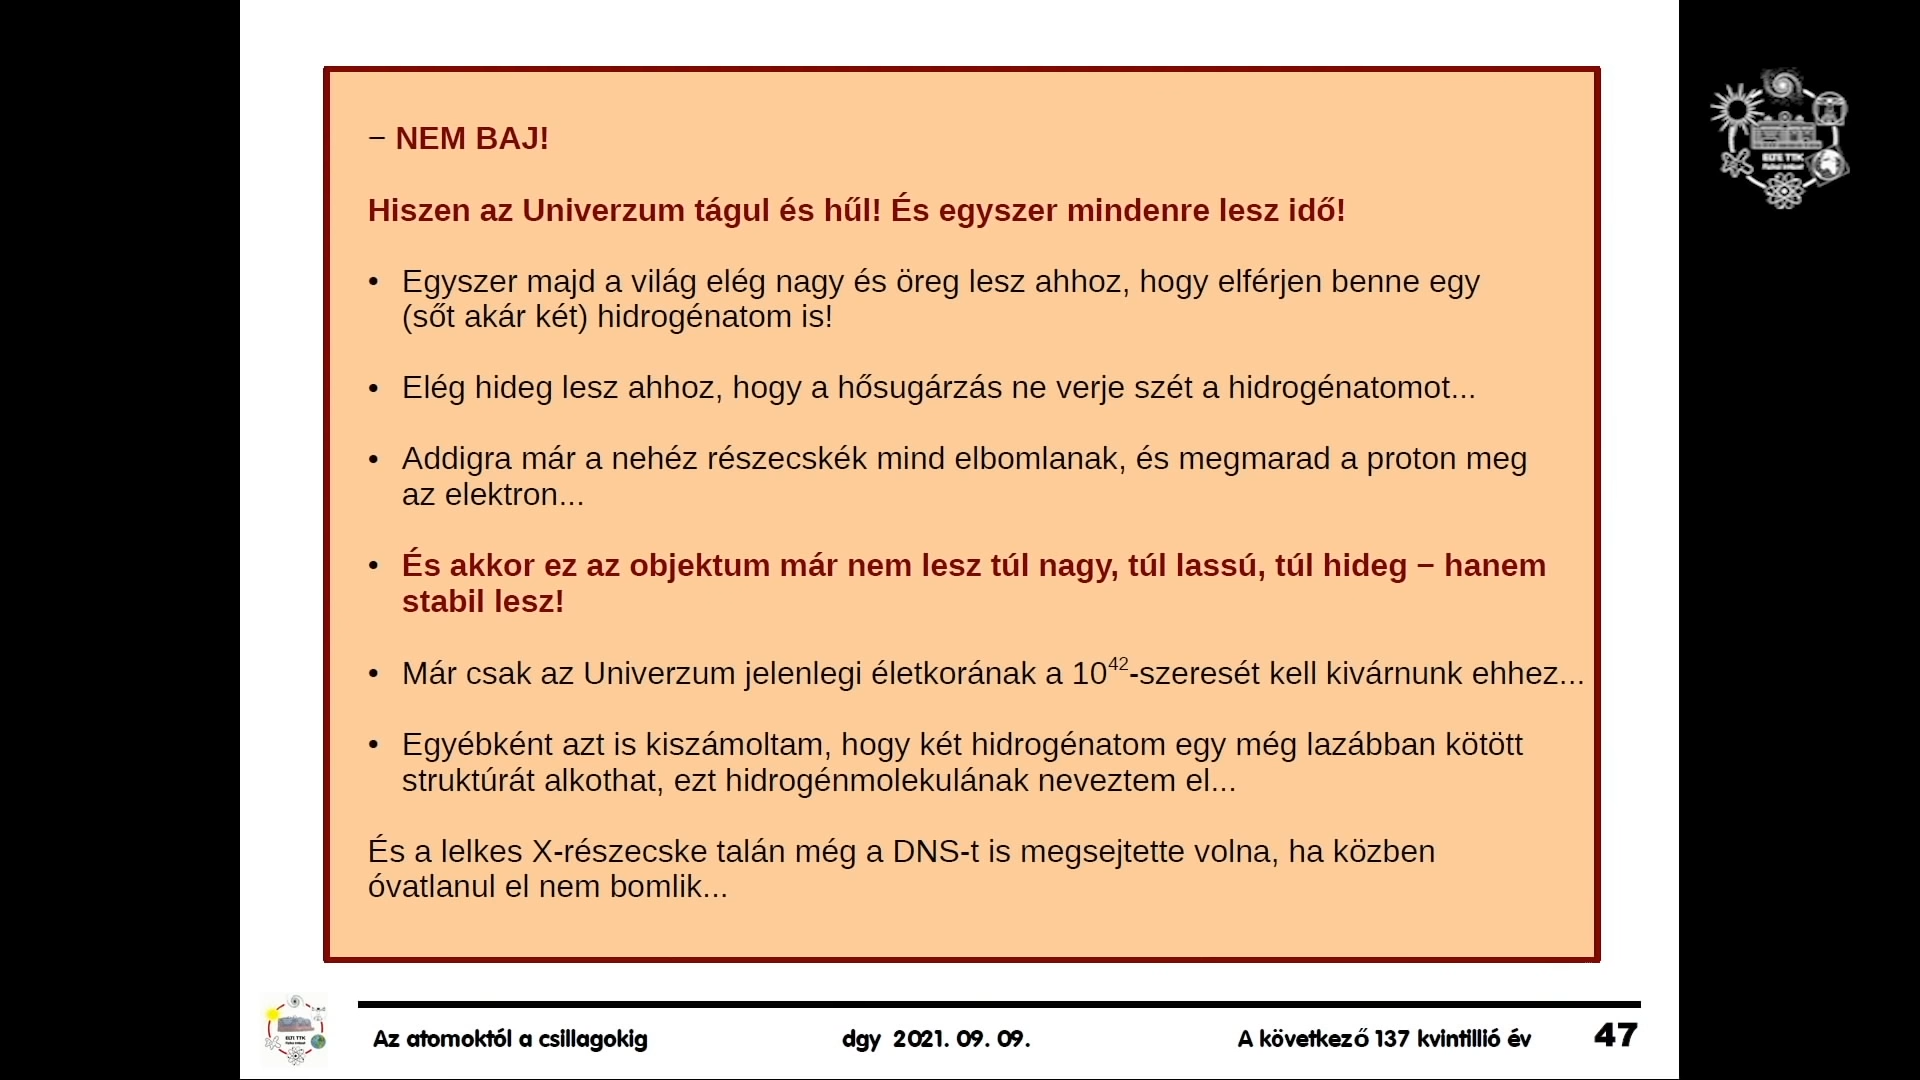 − NEM BAJ!
Hiszen az Univerzum tágul és hűl! És egyszer mindenre lesz idő!
• Egyszer majd a világ elég nagy és öreg lesz ahhoz, hogy elférjen benne egy
(sőt akár két) hidrogénatom is!
• Elég hideg lesz ahhoz, hogy a hősugárzás ne verje szét a hidrogénatomot...
• Addigra már a nehéz részecskék mind elbomlanak, és megmarad a proton meg
az elektron...
• És akkor ez az objektum már nem lesz túl nagy, túl lassú, túl hideg − hanem
stabil lesz!
• Már csak az Univerzum jelenlegi életkorának a 10⁴²-szeresét kell kivárnunk ehhez...
• Egyébként azt is kiszámoltam, hogy két hidrogénatom egy még lazábban kötött
struktúrát alkothat, ezt hidrogénmolekulának neveztem el...
És a lelkes X-részecske talán még a DNS-t is megsejtette volna, ha közben
óvatlanul el nem bomlik...
ELTE TTK
Az atomoktól a csillagokig
dgy 2021. 09. 09.
A következő 137 kvintillió év
47